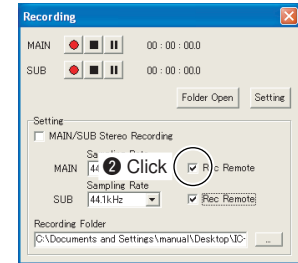 Recording
MAIN 00 : 00 : 00.0
SUB 00 : 00 : 00.0
Folder Open Setting
Setting
MAIN/SUB Stereo Recording
MAIN 44 ❷ Click Rec Remote
Sampling Rate
SUB 44.1kHz Rec Remote
Recording Folder
C:\Documents and Settings\manual\Desktop\IC- ...